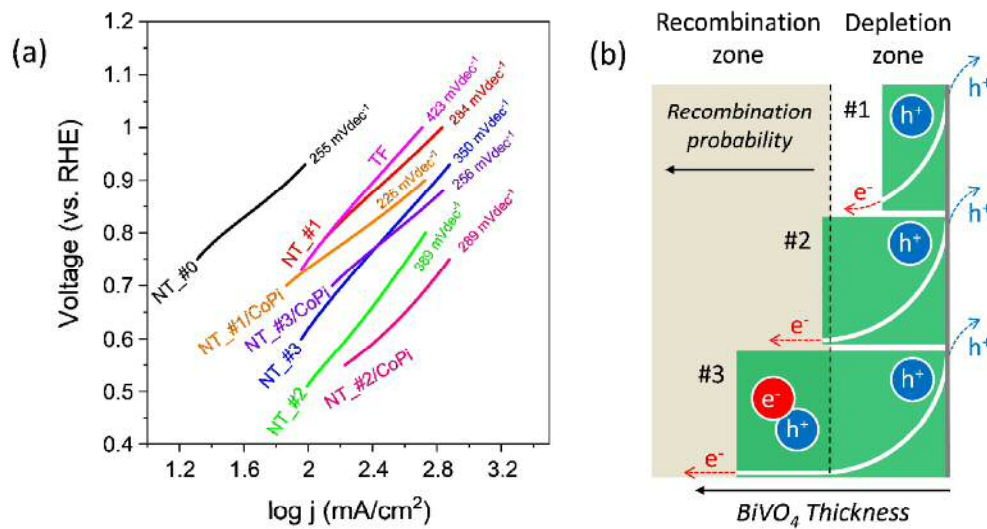 (a)
Voltage (vs. RHE)
1.2
1.1
1
0.9
0.8
0.7
0.6
0.5
0.4
1.2
1.6
2
2.4
2.8
3.2
log j (mA/cm²)
NT_#0
255 mVdec⁻¹
TF
423 mVdec⁻¹
NT_#1
284 mVdec⁻¹
NT_#1/CoPi
226 mVdec⁻¹
NT_#3
350 mVdec⁻¹
NT_#3/CoPi
256 mVdec⁻¹
NT_#2
389 mVdec⁻¹
NT_#2/CoPi
289 mVdec⁻¹
(b)
Recombination
zone
Depletion
zone
Recombination
probability
#1
h⁺
h⁺
e⁻
#2
h⁺
h⁺
e⁻
#3
h⁺
h⁺
e⁻
h⁺
e⁻
BiVO₄ Thickness